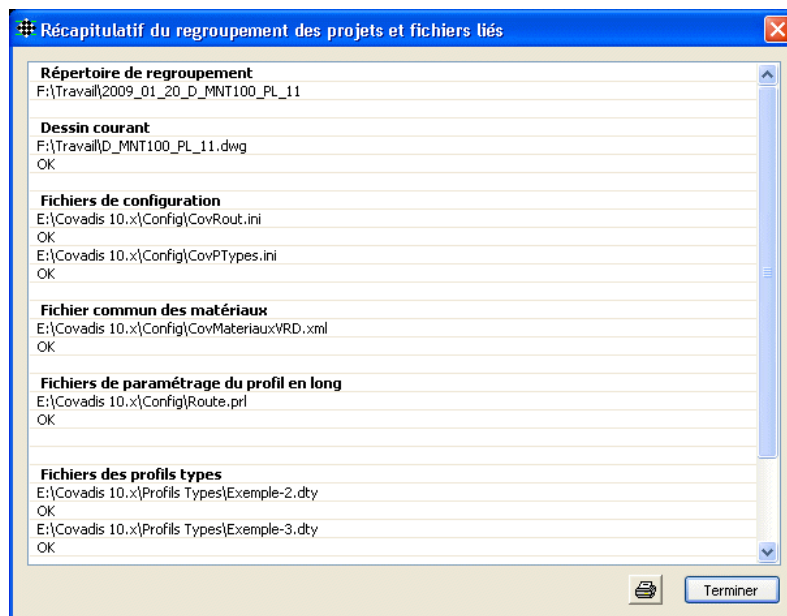 Récapitulatif du regroupement des projets et fichiers liés
Répertoire de regroupement
F:\Travail\2009_01_20_D_MNT100_PL_11
Dessin courant
F:\Travail\D_MNT100_PL_11.dwg
OK
Fichiers de configuration
E:\Covadis 10.x\Config\CovRout.ini
OK
E:\Covadis 10.x\Config\CovPTypes.ini
OK
Fichier commun des matériaux
E:\Covadis 10.x\Config\CovMateriauxVRD.xml
OK
Fichiers de paramétrage du profil en long
E:\Covadis 10.x\Config\Route.prl
OK
Fichiers des profils types
E:\Covadis 10.x\Profils Types\Exemple-2.dty
OK
E:\Covadis 10.x\Profils Types\Exemple-3.dty
OK
Terminer